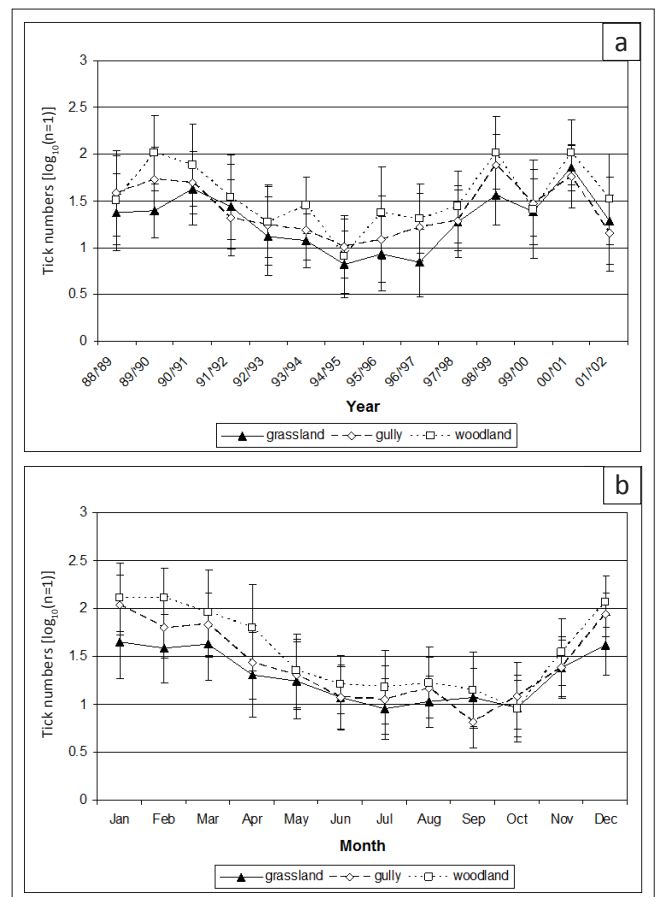 a
3
2.5
2
1.5
1
0.5
0
Tick numbers [log₁₀(n=1)]
88/89 89/90 90/91 91/92 92/93 93/94 94/95 95/96 96/97 97/98 98/99 99/00 00/01 01/02
Year
grassland gully woodland
b
3
2.5
2
1.5
1
0.5
0
Tick numbers [log₁₀(n=1)]
Jan Feb Mar Apr May Jun Jul Aug Sep Oct Nov Dec
Month
grassland gully woodland